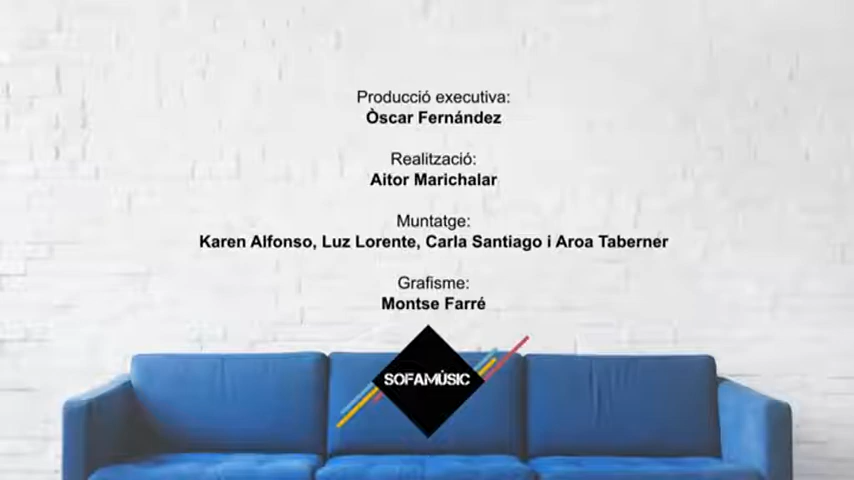 Producció executiva:
Òscar Fernández
Realització:
Aitor Marichalar
Muntatge:
Karen Alfonso, Luz Lorente, Carla Santiago i Aroa Taberner
Grafisme:
Montse Farré
SOFAMÚSIC